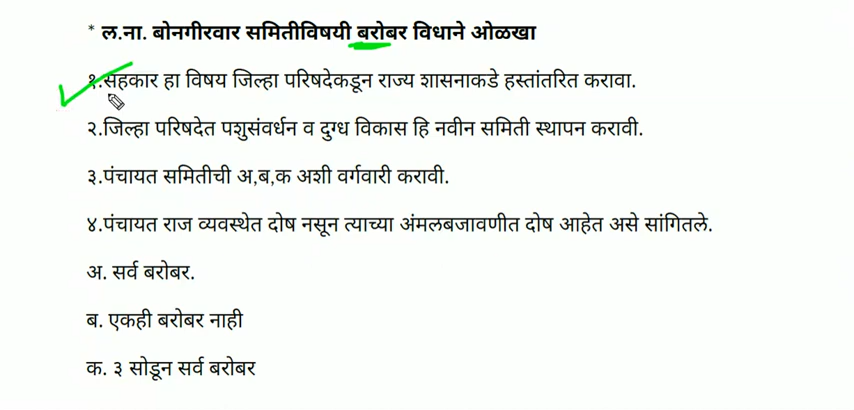 * ल.ना. बोनगीरवार समितीविषयी बरोबर विधाने ओळखा
१.सहकार हा विषय जिल्हा परिषदेकडून राज्य शासनाकडे हस्तांतरित करावा.
२.जिल्हा परिषदेत पशुसंवर्धन व दुग्ध विकास हि नवीन समिती स्थापन करावी.
३.पंचायत समितीची अ,ब,क अशी वर्गवारी करावी.
४.पंचायत राज व्यवस्थेत दोष नसून त्याच्या अंमलबजावणीत दोष आहेत असे सांगितले.
अ. सर्व बरोबर.
ब. एकही बरोबर नाही
क. ३ सोडून सर्व बरोबर